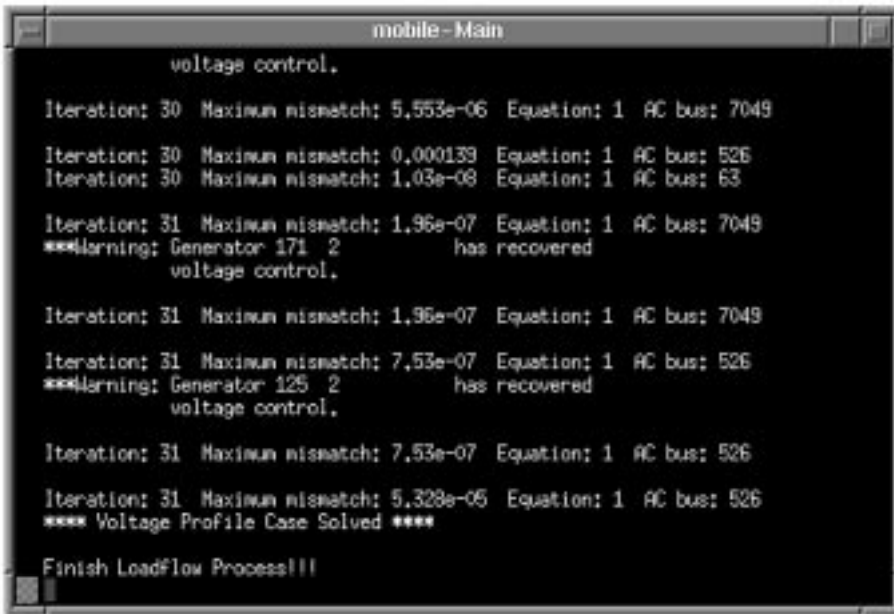 mobile-Main
voltage control.
Iteration: 30 Maximum mismatch: 5.553e-06 Equation: 1 AC bus: 7049
Iteration: 30 Maximum mismatch: 0.000139 Equation: 1 AC bus: 526
Iteration: 30 Maximum mismatch: 1.03e-08 Equation: 1 AC bus: 63
Iteration: 31 Maximum mismatch: 1.96e-07 Equation: 1 AC bus: 7049
***Warning: Generator 171 2 has recovered
voltage control.
Iteration: 31 Maximum mismatch: 1.96e-07 Equation: 1 AC bus: 7049
Iteration: 31 Maximum mismatch: 7.53e-07 Equation: 1 AC bus: 526
***Warning: Generator 125 2 has recovered
voltage control.
Iteration: 31 Maximum mismatch: 7.53e-07 Equation: 1 AC bus: 526
Iteration: 31 Maximum mismatch: 5.328e-05 Equation: 1 AC bus: 526
**** Voltage Profile Case Solved ****
Finish Loadflow Process!!!